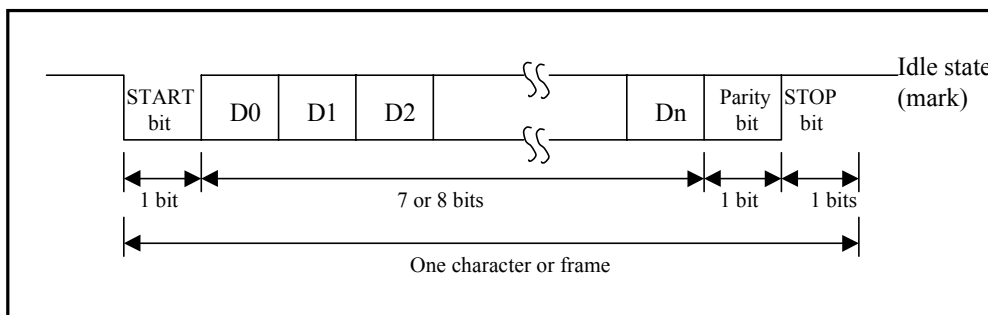 Idle state
(mark)
START
bit
D0
D1
D2
Dn
Parity
bit
STOP
bit
1 bit
7 or 8 bits
1 bit
1 bits
One character or frame